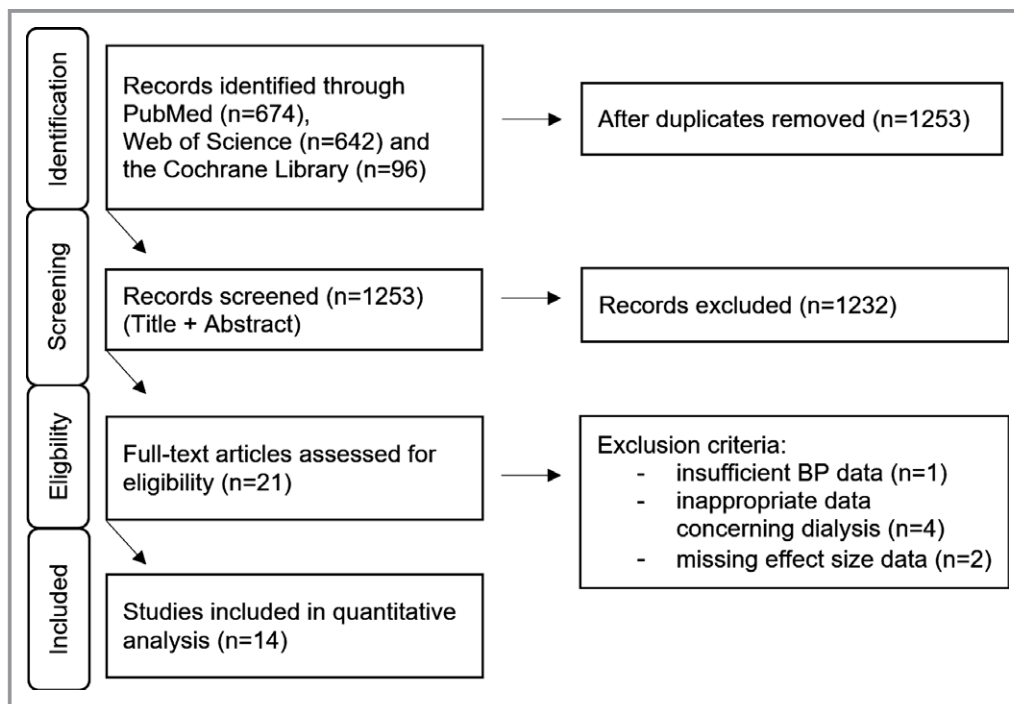 Identification
Records identified through
PubMed (n=674),
Web of Science (n=642) and
the Cochrane Library (n=96)
After duplicates removed (n=1253)
Screening
Records screened (n=1253)
(Title + Abstract)
Records excluded (n=1232)
Eligbility
Full-text articles assessed for
eligibility (n=21)
Exclusion criteria:
- insufficient BP data (n=1)
- inappropriate data
concerning dialysis (n=4)
- missing effect size data (n=2)
Included
Studies included in quantitative
analysis (n=14)